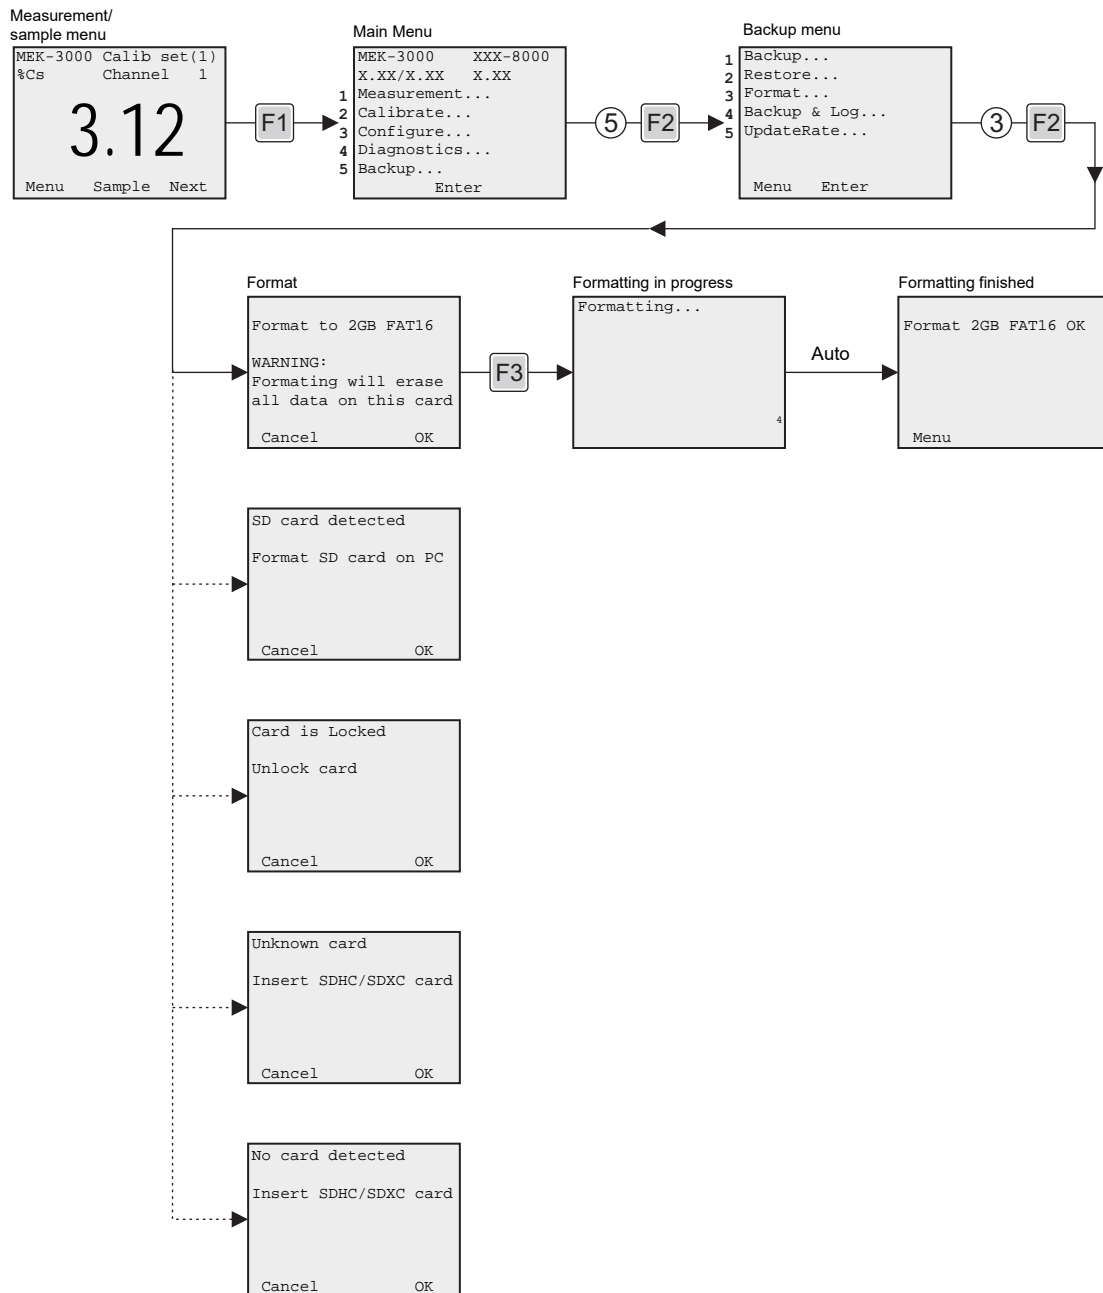 Measurement/
sample menu
MEK-3000 Calib set(1)
%Cs Channel 1
3.12
Menu Sample Next
F1
Main Menu
MEK-3000 XXX-8000
X.XX/X.XX X.XX
1 Measurement...
2 Calibrate...
3 Configure...
4 Diagnostics...
5 Backup...
Enter
5 F2
Backup menu
1 Backup...
2 Restore...
3 Format...
4 Backup & Log...
5 UpdateRate...
Menu Enter
3 F2
Format
Format to 2GB FAT16
WARNING:
Formating will erase
all data on this card
Cancel OK
F3
Formatting in progress
Formatting...
4
Auto
Formatting finished
Format 2GB FAT16 OK
Menu
SD card detected
Format SD card on PC
Cancel OK
Card is Locked
Unlock card
Cancel OK
Unknown card
Insert SDHC/SDXC card
Cancel OK
No card detected
Insert SDHC/SDXC card
Cancel OK